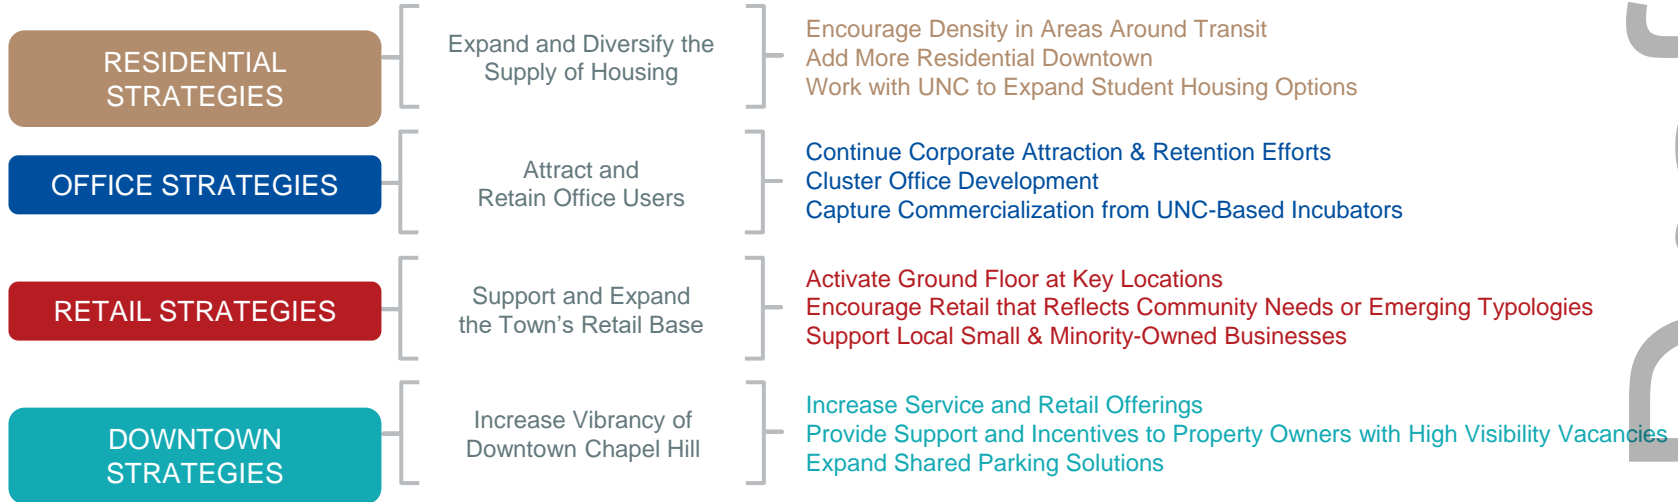 RESIDENTIAL
STRATEGIES
Expand and Diversify the
Supply of Housing
Encourage Density in Areas Around Transit
Add More Residential Downtown
Work with UNC to Expand Student Housing Options
OFFICE STRATEGIES
Attract and
Retain Office Users
Continue Corporate Attraction & Retention Efforts
Cluster Office Development
Capture Commercialization from UNC-Based Incubators
RETAIL STRATEGIES
Support and Expand
the Town's Retail Base
Activate Ground Floor at Key Locations
Encourage Retail that Reflects Community Needs or Emerging Typologies
Support Local Small & Minority-Owned Businesses
DOWNTOWN
STRATEGIES
Increase Vibrancy of
Downtown Chapel Hill
Increase Service and Retail Offerings
Provide Support and Incentives to Property Owners with High Visibility Vacancies
Expand Shared Parking Solutions